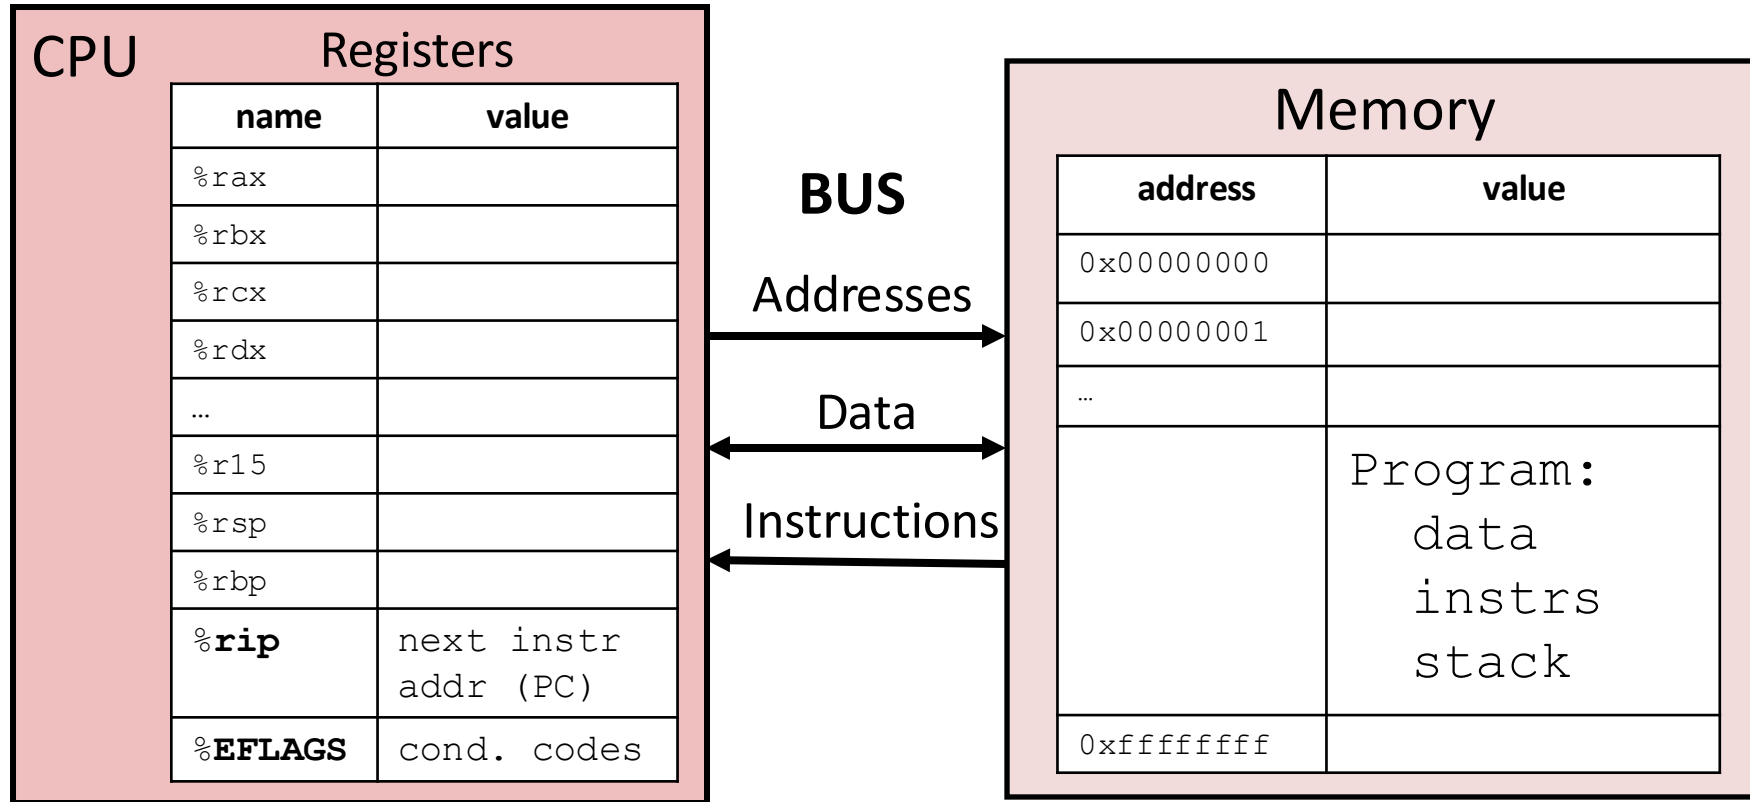 CPU
Registers
name value
%rax
%rbx
%rcx
%rdx
…
%r15
%rsp
%rbp
%rip next instr
addr (PC)
%EFLAGS cond. codes
BUS
Addresses
Data
Instructions
Memory
address value
0x00000000
0x00000001
…
Program:
data
instrs
stack
0xffffffff